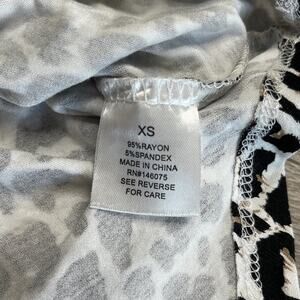 XS
95%RAYON
5%SPANDEX
MADE IN CHINA
RN#146075
SEE REVERSE
FOR CARE